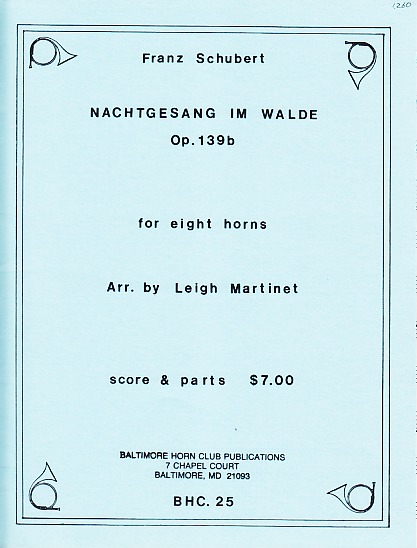 1260
Franz Schubert
NACHTGESANG IM WALDE
Op.139b
for eight horns
Arr. by Leigh Martinet
score & parts $7.00
BALTIMORE HORN CLUB PUBLICATIONS
7 CHAPEL COURT
BALTIMORE, MD 21093
BHC. 25